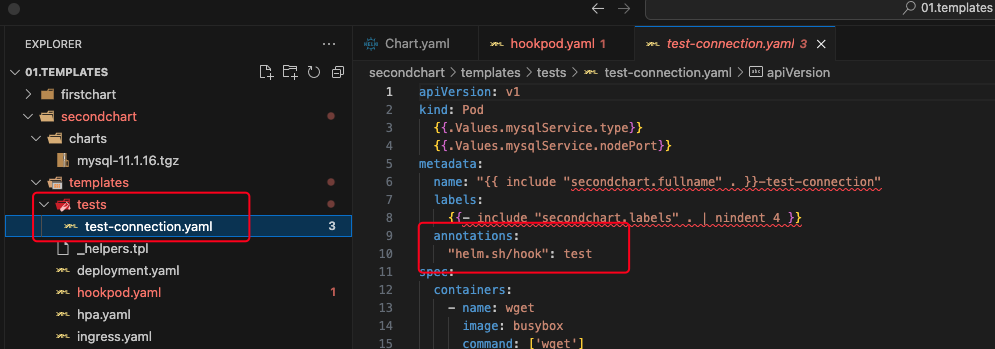 01.templates
EXPLORER
Chart.yaml
hookpod.yaml 1
test-connection.yaml 3
01.TEMPLATES
firstchart
secondchart
charts
mysql-11.1.16.tgz
templates
tests
test-connection.yaml 3
_helpers.tpl
deployment.yaml
hookpod.yaml 1
hpa.yaml
ingress.yaml
secondchart > templates > tests > test-connection.yaml > abc apiVersion
1 apiVersion: v1
2 kind: Pod
3 {{.Values.mysqlService.type}}
4 {{.Values.mysqlService.nodePort}}
5 metadata:
6 name: "{{ include "secondchart.fullname" . }}-test-connection"
7 labels:
8 {{- include "secondchart.labels" . | nindent 4 }}
9 annotations:
10 "helm.sh/hook": test
11 spec:
12 containers:
13 - name: wget
14 image: busybox
15 command: ['wget']